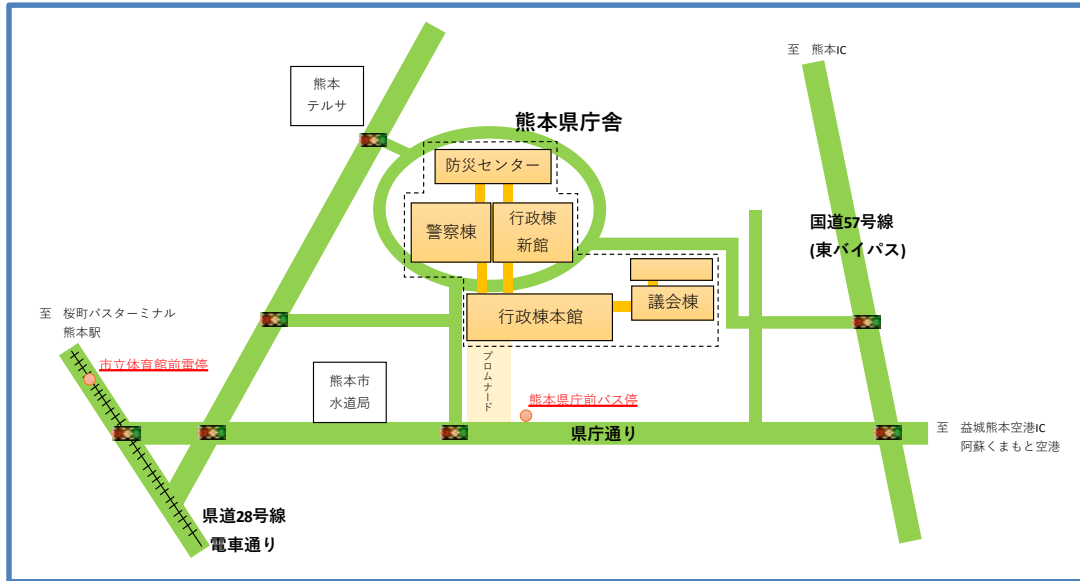 至　熊本IC
熊本
テルサ
熊本県庁舎
防災センター
警察棟
行政棟
新館
国道57号線
(東バイパス)
議会棟
行政棟本館
至　桜町バスターミナル
熊本駅
市立体育館前電停
熊本市
水道局
プロムナード
熊本県庁前バス停
県庁通り
至　益城熊本空港IC
阿蘇くまもと空港
県道28号線
電車通り